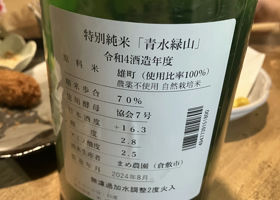 特別純米「青水緑山」
令和4酒造年度
原料米 雄町（使用比率100%）
農薬不使用 自然栽培米
精米歩合 70%
使用酵母 協会7号
日本酒度 +16.3
酸度 2.8
アミノ酸 2.5
まめ農園（倉敷市）
2024年8月
無濾過加水調整2度火入